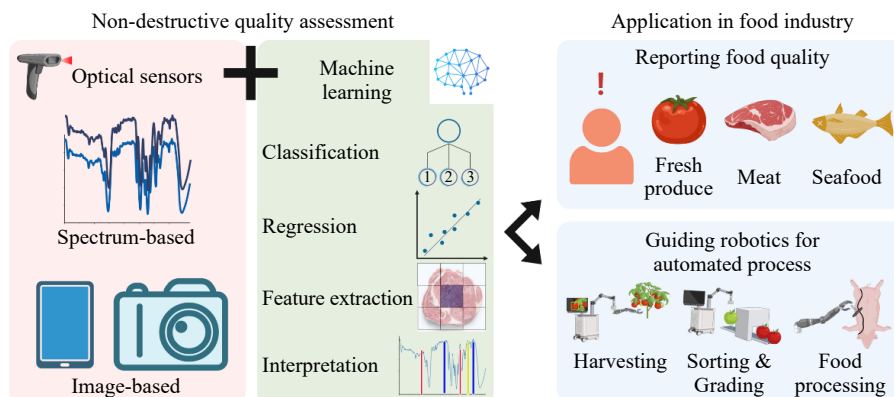 Non-destructive quality assessment
Optical sensors
Spectrum-based
Image-based
Machine
learning
Classification
1 2 3
Regression
Feature extraction
Interpretation
Application in food industry
Reporting food quality
!
Fresh
produce
Meat
Seafood
Guiding robotics for
automated process
Harvesting
Sorting &
Grading
Food
processing